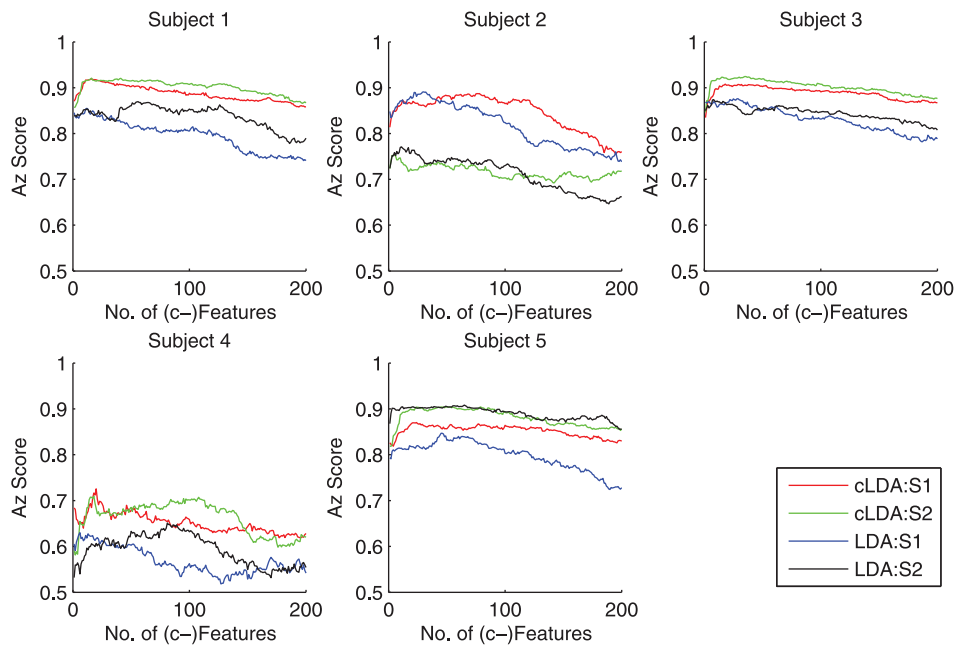 Subject 1
Subject 2
Subject 3
1
0.9
0.8
0.7
0.6
0.5
Az Score
0
100
200
No. of (c–)Features
1
0.9
0.8
0.7
0.6
0.5
Az Score
0
100
200
No. of (c–)Features
1
0.9
0.8
0.7
0.6
0.5
Az Score
0
100
200
No. of (c–)Features
Subject 4
Subject 5
1
0.9
0.8
0.7
0.6
0.5
Az Score
0
100
200
No. of (c–)Features
1
0.9
0.8
0.7
0.6
0.5
Az Score
0
100
200
No. of (c–)Features
cLDA:S1
cLDA:S2
LDA:S1
LDA:S2